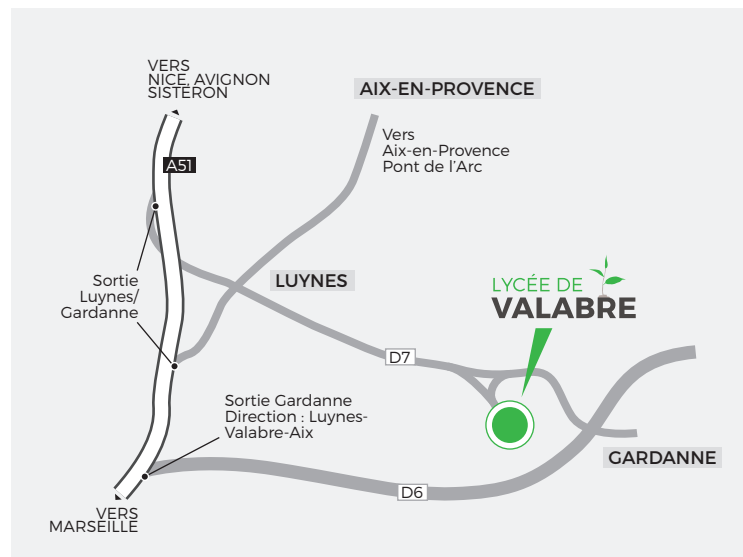 VERS
NICE, AVIGNON
SISTERON
AIX-EN-PROVENCE
Vers
Aix-en-Provence
Pont de l'Arc
A51
Sortie
Luynes/
Gardanne
LUYNES
LYCÉE DE
VALABRE
D7
Sortie Gardanne
Direction : Luynes-
Valabre-Aix
GARDANNE
D6
VERS
MARSEILLE